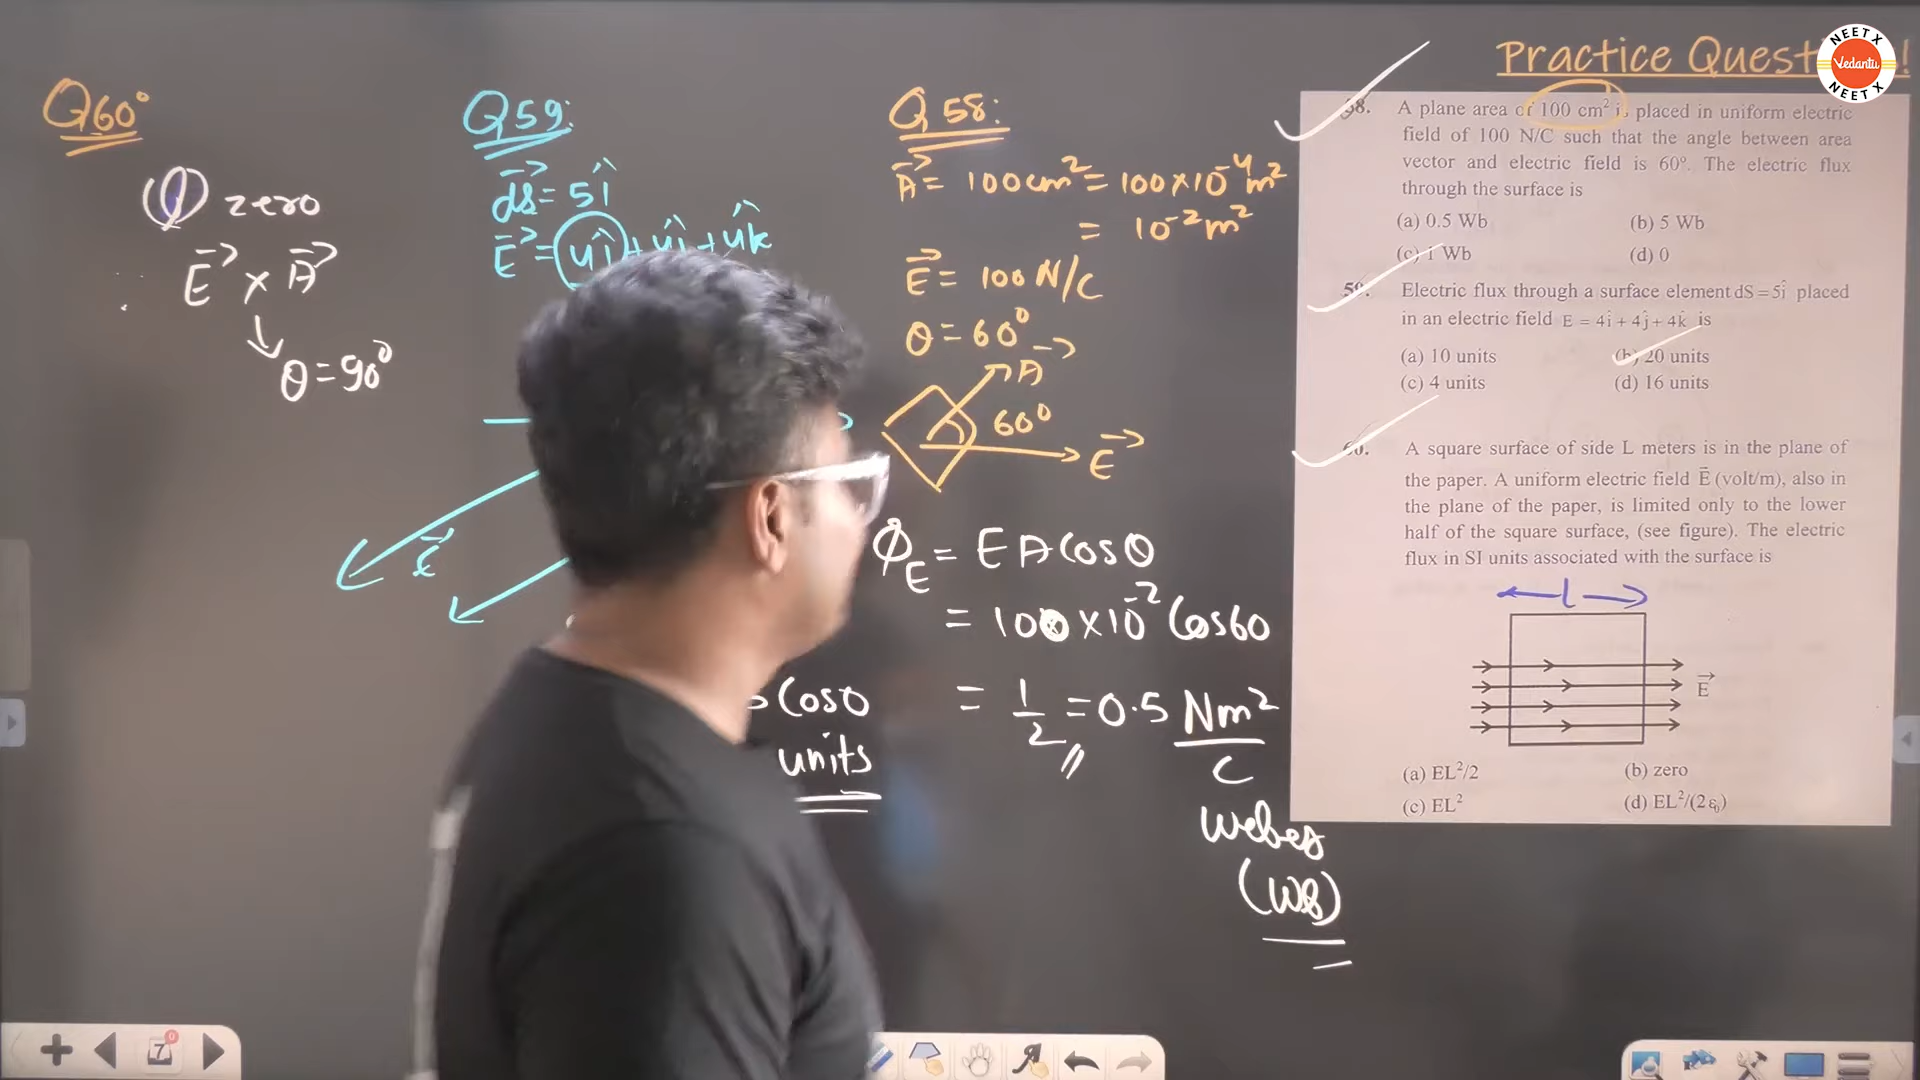 Practice Quest !
NEET X
Vedantu
NEET X
Q60°
zero
E × A
θ = 90°
Q59:
ds = 5î
E = 4î + 4ĵ + 4k̂
Cosθ
units
Q58:
A = 100cm² = 100×10⁻⁴m²
= 10⁻²m²
E = 100 N/C
θ = 60°
A
60°
E
ϕE = EA Cosθ
= 100 ×10⁻² Cos60
= 1/2 = 0.5 Nm²/C
Weber
(Wb)
58. A plane area of 100 cm² is placed in uniform electric
field of 100 N/C such that the angle between area
vector and electric field is 60º. The electric flux
through the surface is
(a) 0.5 Wb (b) 5 Wb
(c) 1 Wb (d) 0
59. Electric flux through a surface element dS = 5î placed
in an electric field E = 4î + 4ĵ + 4k̂ is
(a) 10 units (b) 20 units
(c) 4 units (d) 16 units
60. A square surface of side L meters is in the plane of
the paper. A uniform electric field E (volt/m), also in
the plane of the paper, is limited only to the lower
half of the square surface, (see figure). The electric
flux in SI units associated with the surface is
E
(a) EL²/2 (b) zero
(c) EL² (d) EL²/(2ε₀)
7
0